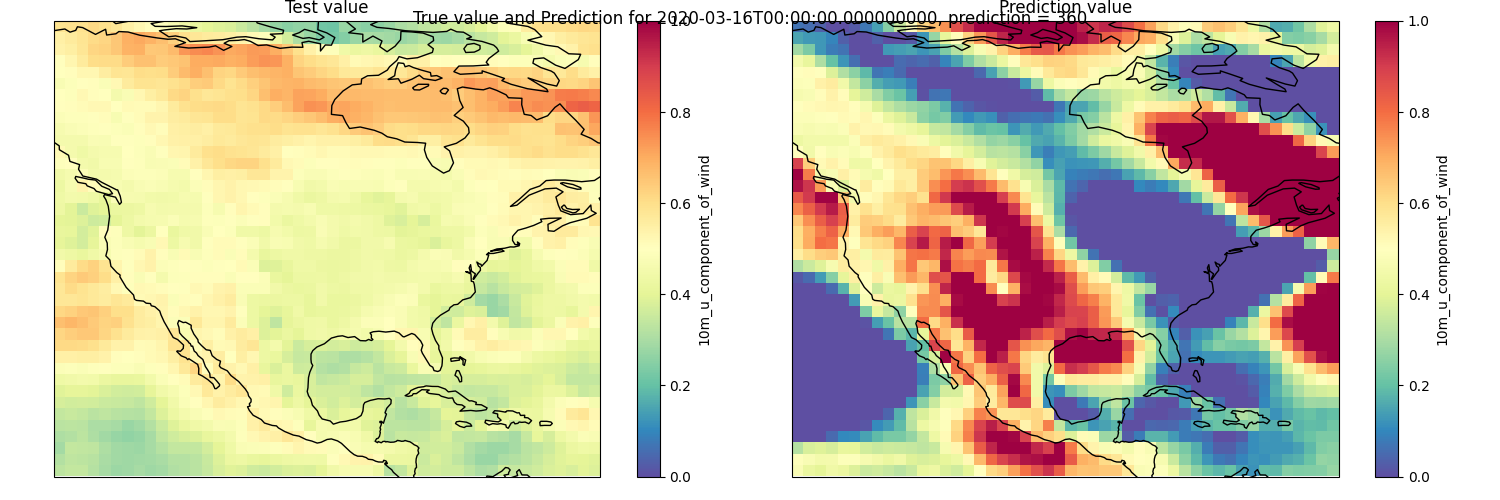 Test value
Prediction value
True value and Prediction for 2020-03-16T00:00:00.000000000, prediction = 360
1.0
0.8
0.6
0.4
0.2
0.0
10m_u_component_of_wind
1.0
0.8
0.6
0.4
0.2
0.0
10m_u_component_of_wind